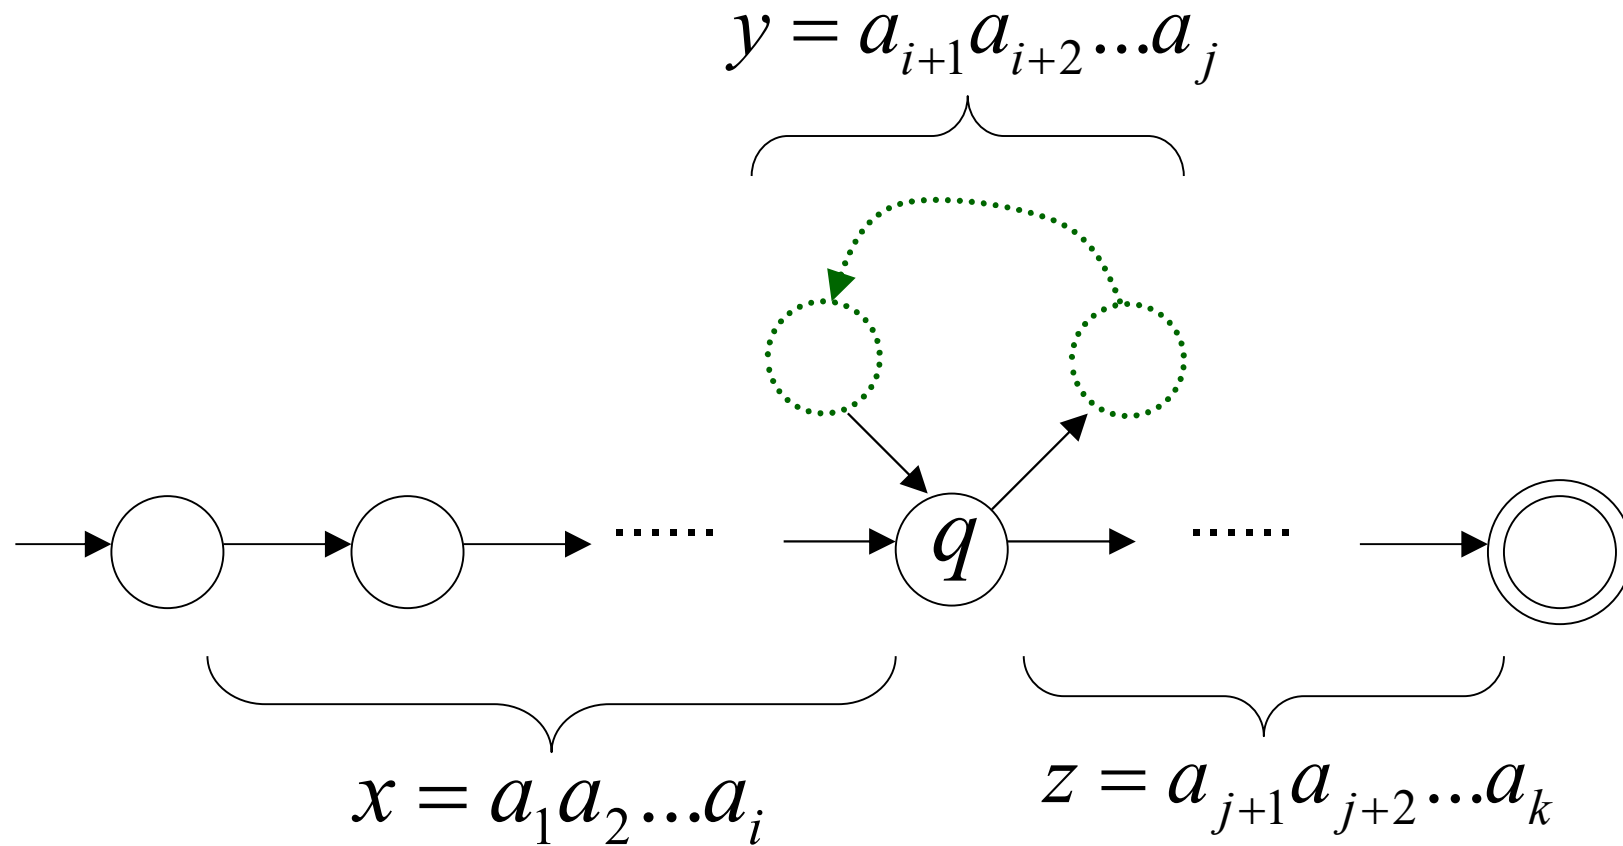 y = a_{i+1}a_{i+2}...a_j
......
......
q
x = a_1a_2...a_i
z = a_{j+1}a_{j+2}...a_k